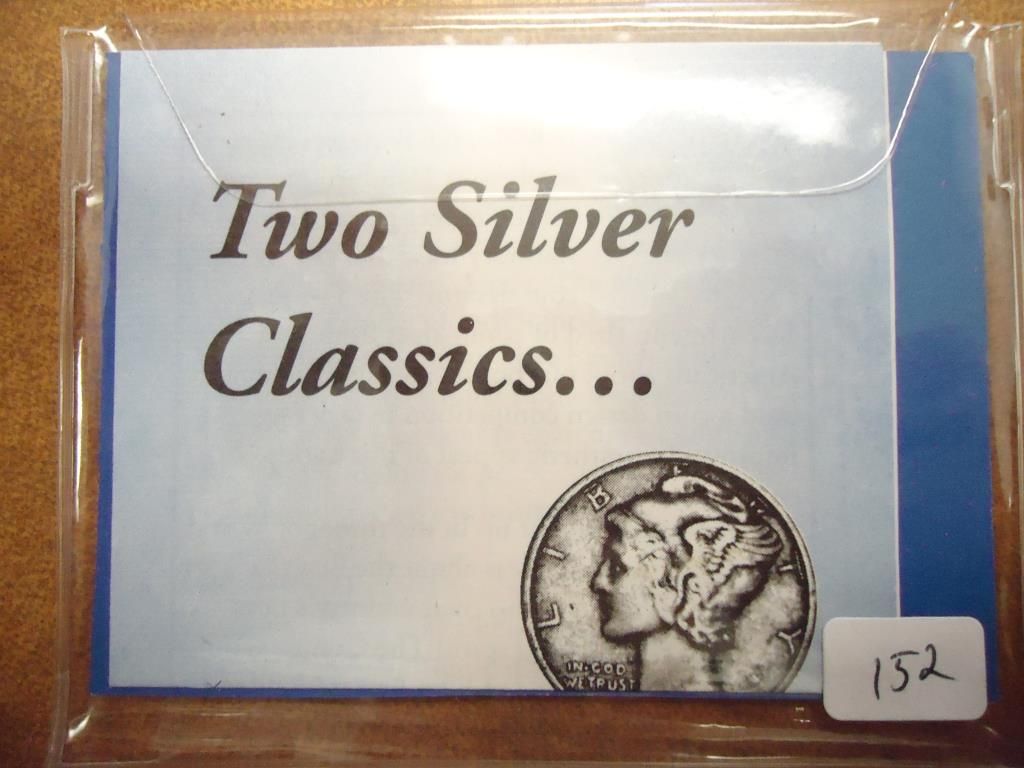 Two Silver
Classics...
LIBERTY
IN·GOD
WE TRUST
152